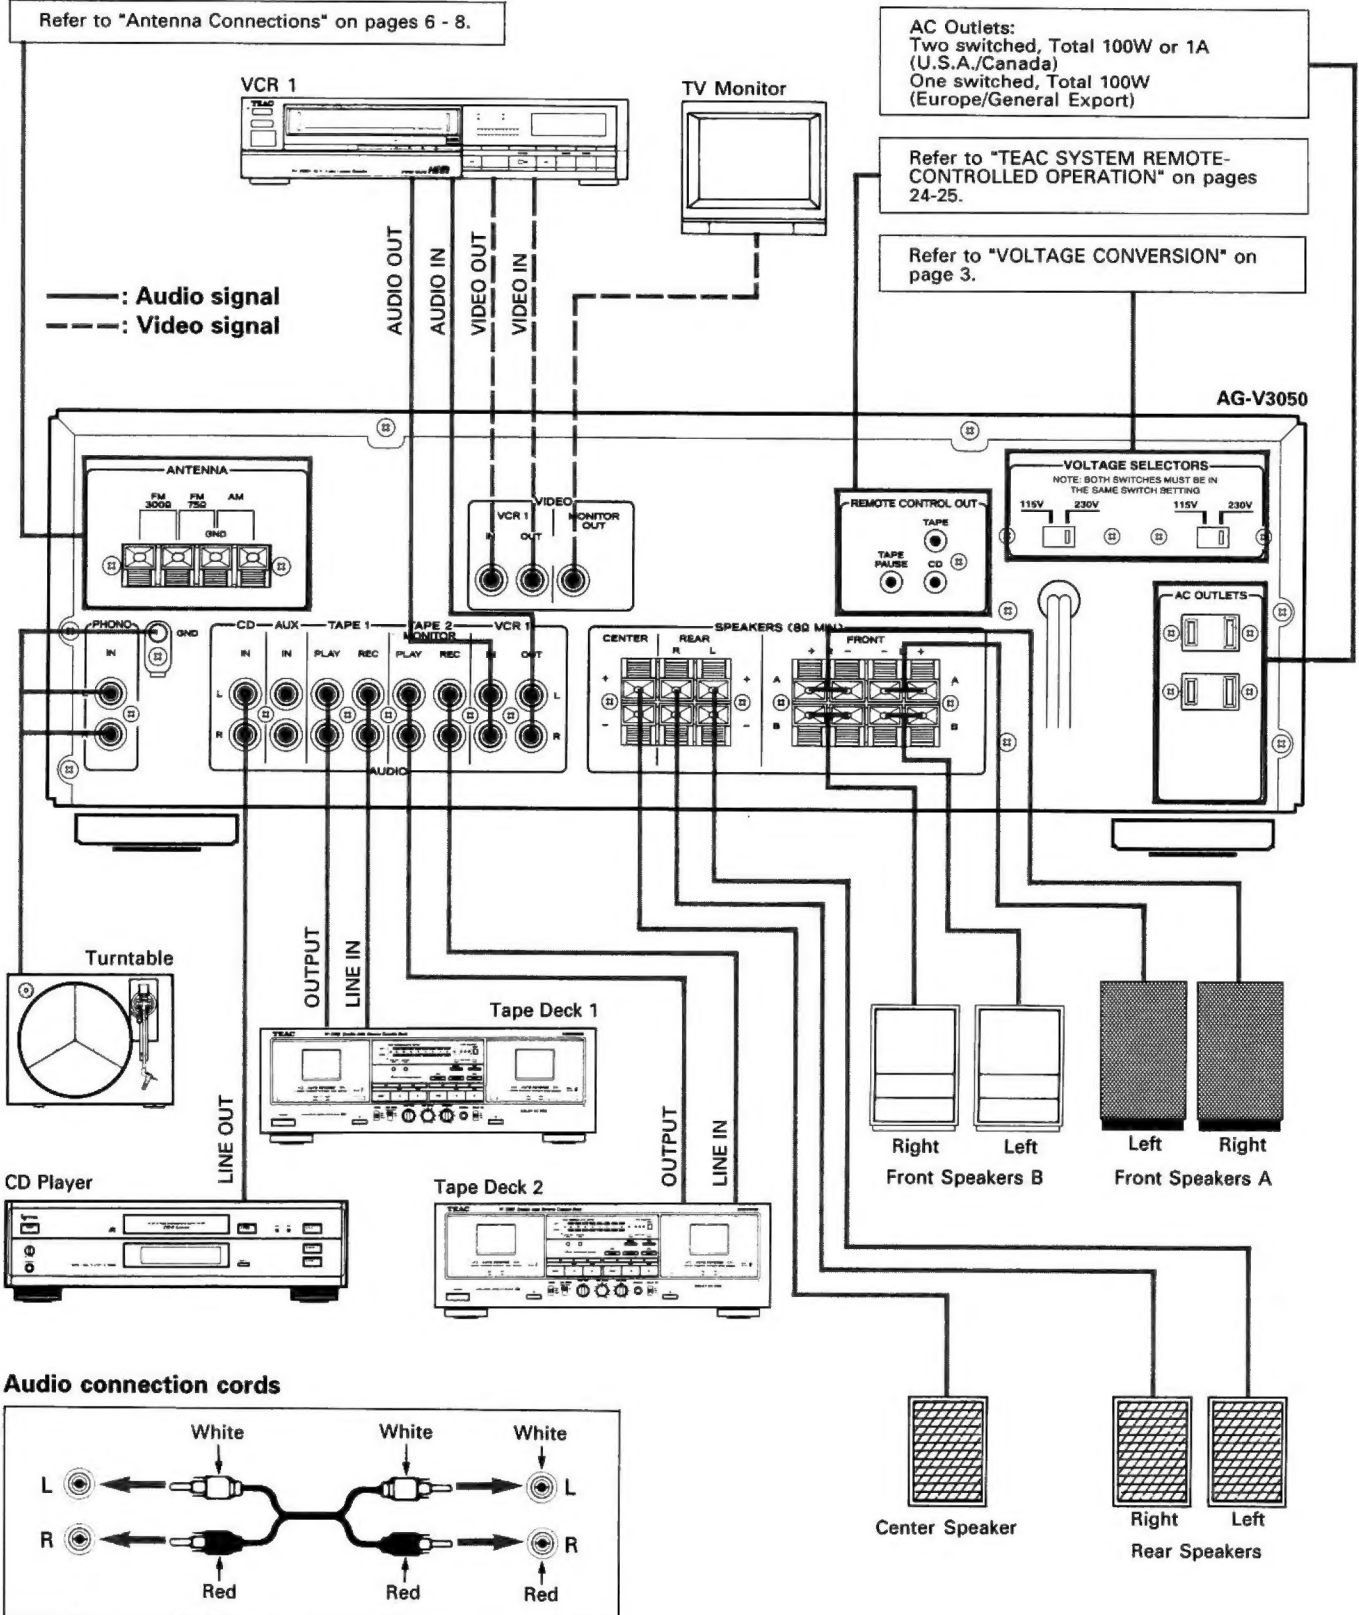 Refer to "Antenna Connections" on pages 6 - 8.
AC Outlets:
Two switched, Total 100W or 1A
(U.S.A./Canada)
One switched, Total 100W
(Europe/General Export)
VCR 1
TEAC
TV Monitor
Refer to "TEAC SYSTEM REMOTE-
CONTROLLED OPERATION" on pages
24-25.
Refer to "VOLTAGE CONVERSION" on
page 3.
AUDIO OUT
AUDIO IN
VIDEO OUT
VIDEO IN
: Audio signal
: Video signal
AG-V3050
ANTENNA
FM 300Ω
FM 75Ω
AM
GND
VIDEO
VCR 1
MONITOR OUT
IN
OUT
REMOTE CONTROL OUT
TAPE
TAPE PAUSE
CD
VOLTAGE SELECTORS
NOTE: BOTH SWITCHES MUST BE IN
THE SAME SWITCH SETTING
115V 230V
115V 230V
AC OUTLETS
PHONO
GND
IN
L
R
CD AUX TAPE 1 TAPE 2 MONITOR VCR 1
IN IN PLAY REC PLAY REC IN OUT
L L
R R
AUDIO
SPEAKERS (8Ω MIN)
CENTER REAR FRONT
R L
+ R − − L +
+ + A A
− − B B
Turntable
OUTPUT
LINE IN
Tape Deck 1
TEAC
LINE OUT
CD Player
OUTPUT
LINE IN
Tape Deck 2
TEAC
Right Left
Front Speakers B
Left Right
Front Speakers A
Center Speaker
Right Left
Rear Speakers
Audio connection cords
White White White
L L
R R
Red Red Red